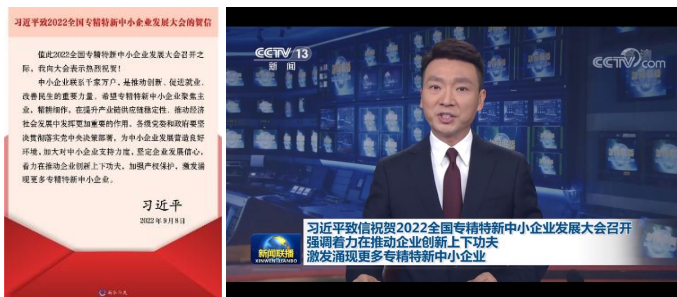 习近平致2022全国专精特新中小企业发展大会的贺信
值此2022全国专精特新中小企业发展大会召开之
际，我向大会表示热烈祝贺！
中小企业联系千家万户，是推动创新、促进就业、
改善民生的重要力量。希望专精特新中小企业聚焦主
业，精耕细作，在提升产业链供应链稳定性、推动经济
社会发展中发挥更加重要的作用。各级党委和政府要坚
决贯彻落实党中央决策部署，为中小企业发展营造良好
环境，加大对中小企业支持力度，坚定企业发展信心，
着力在推动企业创新上下功夫，加强产权保护，激发涌
现更多专精特新中小企业。
习近平
2022年9月8日
CCTV 13
新闻
CCTV.com
新闻联播
XINWENLIANBO
习近平致信祝贺2022全国专精特新中小企业发展大会召开
强调着力在推动企业创新上下功夫
激发涌现更多专精特新中小企业